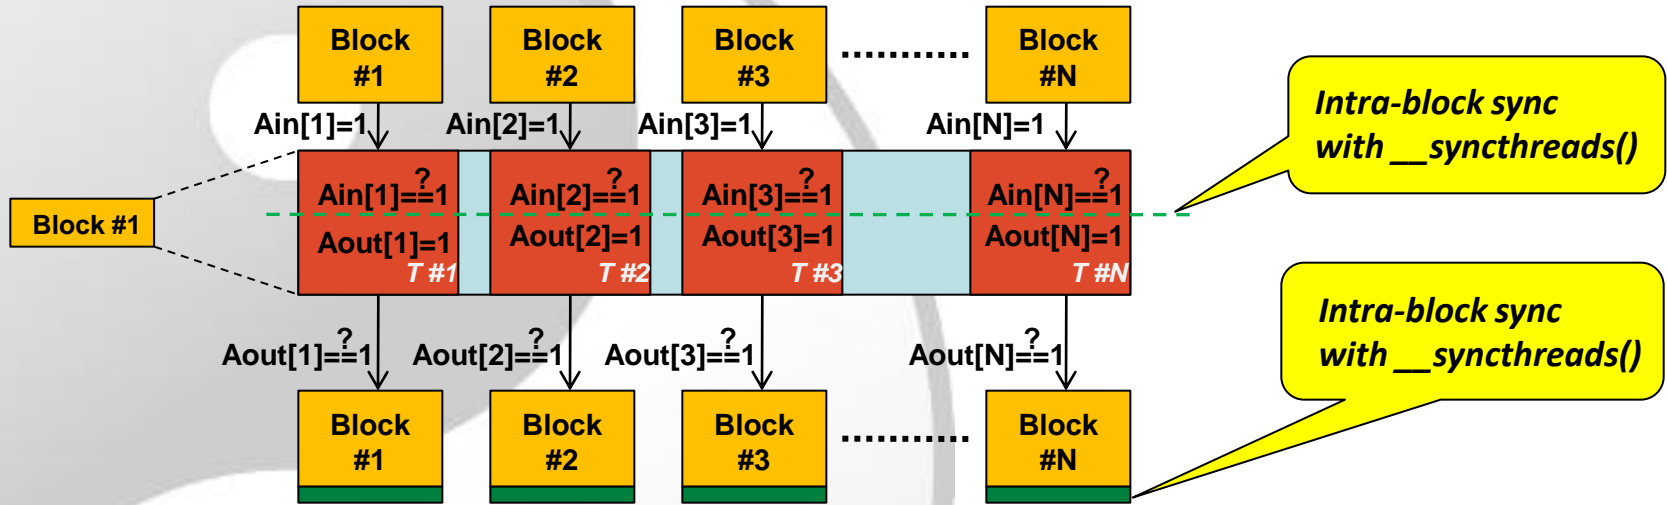 Block
#1
Block
#2
Block
#3
Block
#N
Ain[1]=1
Ain[2]=1
Ain[3]=1
Ain[N]=1
Intra-block sync
with __syncthreads()
Block #1
?
Ain[1]==1
Aout[1]=1
T #1
?
Ain[2]==1
Aout[2]=1
T #2
?
Ain[3]==1
Aout[3]=1
T #3
?
Ain[N]==1
Aout[N]=1
T #N
?
Aout[1]==1
?
Aout[2]==1
?
Aout[3]==1
?
Aout[N]==1
Intra-block sync
with __syncthreads()
Block
#1
Block
#2
Block
#3
Block
#N